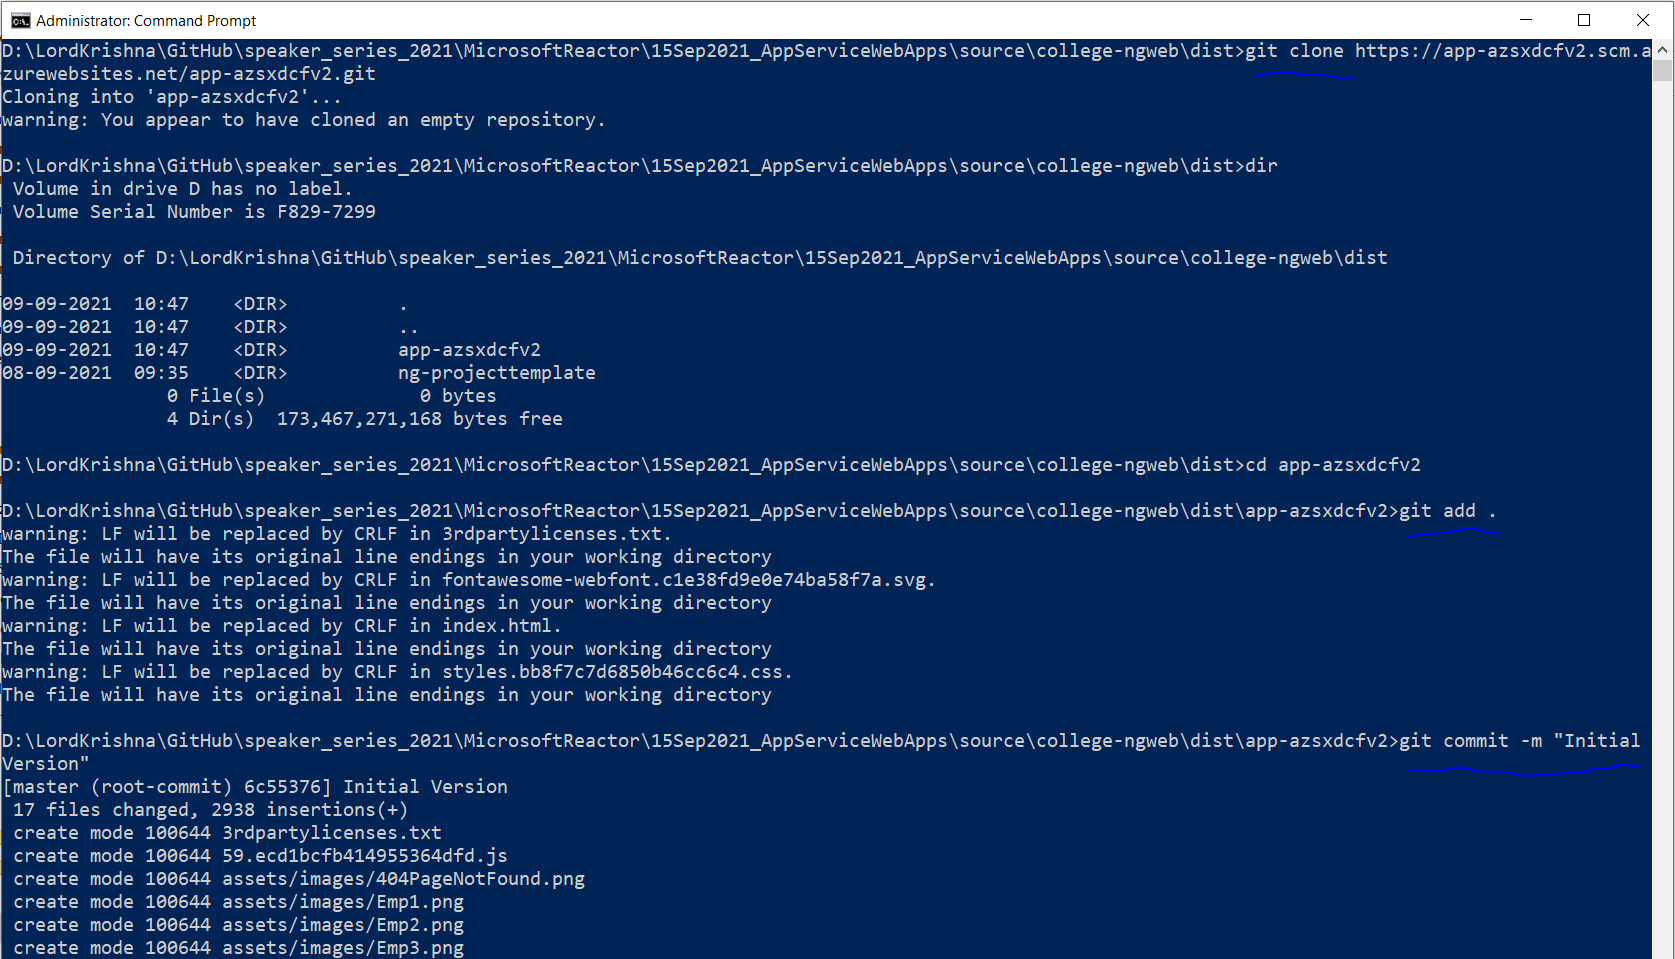 Administrator: Command Prompt
D:\LordKrishna\GitHub\speaker_series_2021\MicrosoftReactor\15Sep2021_AppServiceWebApps\source\college-ngweb\dist>git clone https://app-azsxdcfv2.scm.a
zurewebsites.net/app-azsxdcfv2.git
Cloning into 'app-azsxdcfv2'...
warning: You appear to have cloned an empty repository.
D:\LordKrishna\GitHub\speaker_series_2021\MicrosoftReactor\15Sep2021_AppServiceWebApps\source\college-ngweb\dist>dir
Volume in drive D has no label.
Volume Serial Number is F829-7299
Directory of D:\LordKrishna\GitHub\speaker_series_2021\MicrosoftReactor\15Sep2021_AppServiceWebApps\source\college-ngweb\dist
09-09-2021  10:47    <DIR>          .
09-09-2021  10:47    <DIR>          ..
09-09-2021  10:47    <DIR>          app-azsxdcfv2
08-09-2021  09:35    <DIR>          ng-projecttemplate
0 File(s)              0 bytes
4 Dir(s)  173,467,271,168 bytes free
D:\LordKrishna\GitHub\speaker_series_2021\MicrosoftReactor\15Sep2021_AppServiceWebApps\source\college-ngweb\dist>cd app-azsxdcfv2
D:\LordKrishna\GitHub\speaker_series_2021\MicrosoftReactor\15Sep2021_AppServiceWebApps\source\college-ngweb\dist\app-azsxdcfv2>git add .
warning: LF will be replaced by CRLF in 3rdpartylicenses.txt.
The file will have its original line endings in your working directory
warning: LF will be replaced by CRLF in fontawesome-webfont.c1e38fd9e0e74ba58f7a.svg.
The file will have its original line endings in your working directory
warning: LF will be replaced by CRLF in index.html.
The file will have its original line endings in your working directory
warning: LF will be replaced by CRLF in styles.bb8f7c7d6850b46cc6c4.css.
The file will have its original line endings in your working directory
D:\LordKrishna\GitHub\speaker_series_2021\MicrosoftReactor\15Sep2021_AppServiceWebApps\source\college-ngweb\dist\app-azsxdcfv2>git commit -m "Initial
Version"
[master (root-commit) 6c55376] Initial Version
17 files changed, 2938 insertions(+)
create mode 100644 3rdpartylicenses.txt
create mode 100644 59.ecd1bcfb414955364dfd.js
create mode 100644 assets/images/404PageNotFound.png
create mode 100644 assets/images/Emp1.png
create mode 100644 assets/images/Emp2.png
create mode 100644 assets/images/Emp3.png